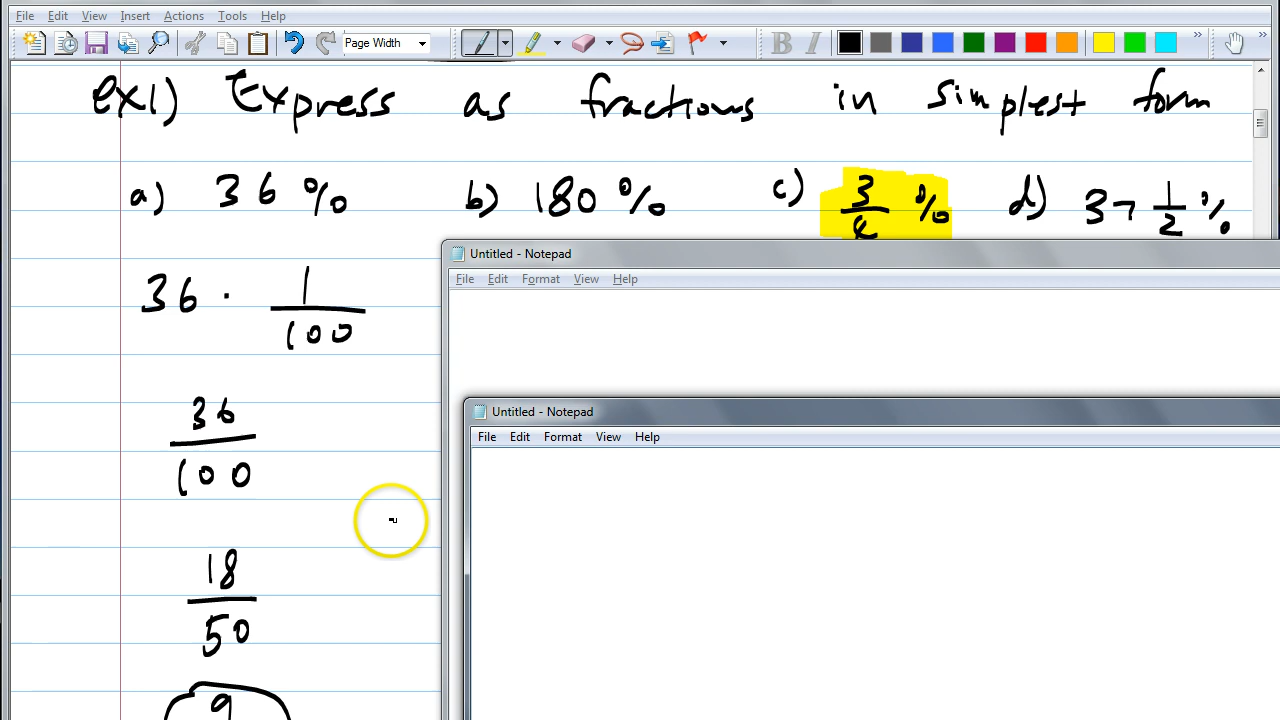 File Edit View Insert Actions Tools Help
Page Width
B I
ex1) Express as fractions in simplest form
a) 36% b) 180% c) 3/4 % d) 37 1/2 %
Untitled - Notepad
File Edit Format View Help
36 · 1/100
Untitled - Notepad
File Edit Format View Help
36/100
18/50
9